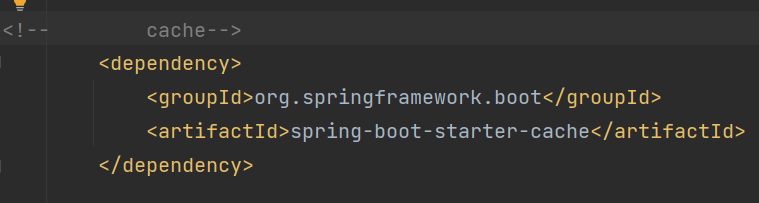 <!--        cache-->
        <dependency>
            <groupId>org.springframework.boot</groupId>
            <artifactId>spring-boot-starter-cache</artifactId>
        </dependency>